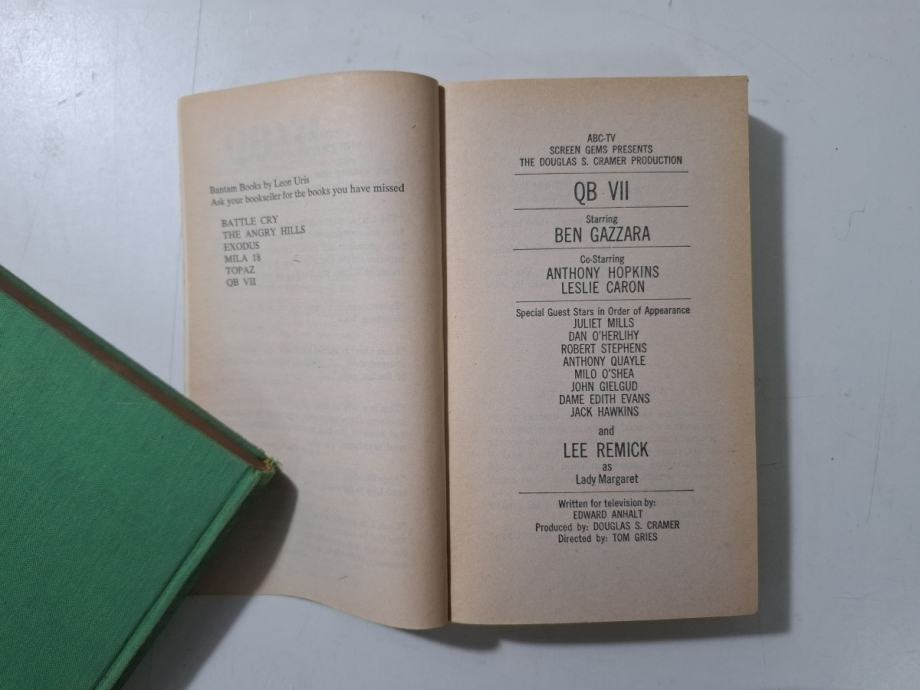 Bantam Books by Leon Uris
Ask your bookseller for the books you have missed
BATTLE CRY
THE ANGRY HILLS
EXODUS
MILA 18
TOPAZ
QB VII
ABC-TV
SCREEN GEMS PRESENTS
THE DOUGLAS S. CRAMER PRODUCTION
QB VII
Starring
BEN GAZZARA
Co-Starring
ANTHONY HOPKINS
LESLIE CARON
Special Guest Stars in Order of Appearance
JULIET MILLS
DAN O'HERLIHY
ROBERT STEPHENS
ANTHONY QUAYLE
MILO O'SHEA
JOHN GIELGUD
DAME EDITH EVANS
JACK HAWKINS
and
LEE REMICK
as
Lady Margaret
Written for television by:
EDWARD ANHALT
Produced by: DOUGLAS S. CRAMER
Directed by: TOM GRIES